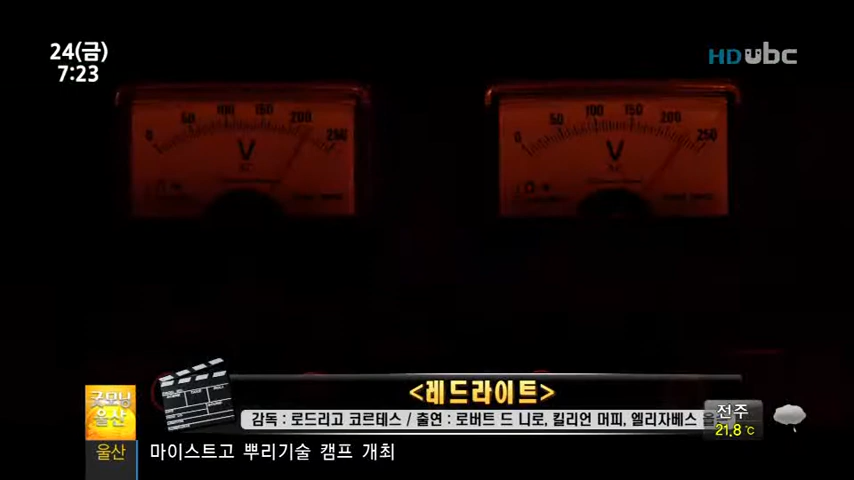 24(금)
7:23
HD ubc
0 50 100 150 200 250
V
AC
0 50 100 150 200 250
V
<레드라이트>
감독 : 로드리고 코르테스 / 출연 : 로버트 드 니로, 킬리언 머피, 엘리자베스
전주
21.8℃
굿모닝
울산
울산
마이스트고 뿌리기술 캠프 개최